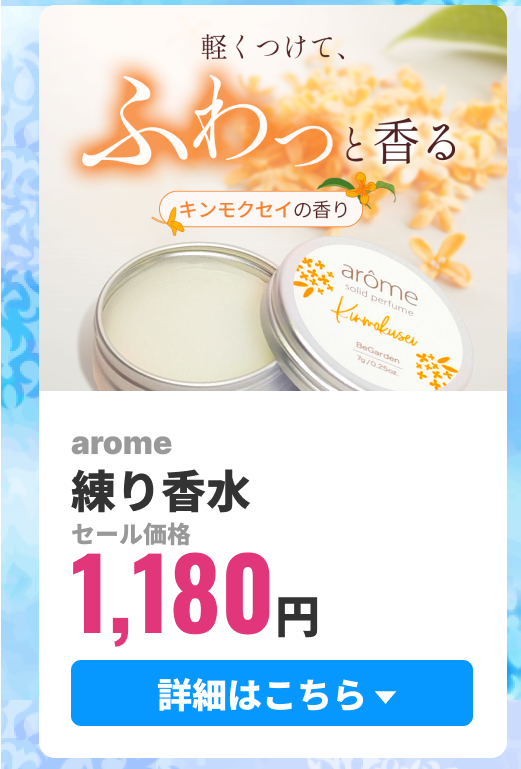 軽くつけて、
ふわっと香る
キンモクセイの香り
arôme
solid perfume
Kinmokusei
BeGarden
7g/0.25oz.
arome
練り香水
セール価格
1,180円
詳細はこちら